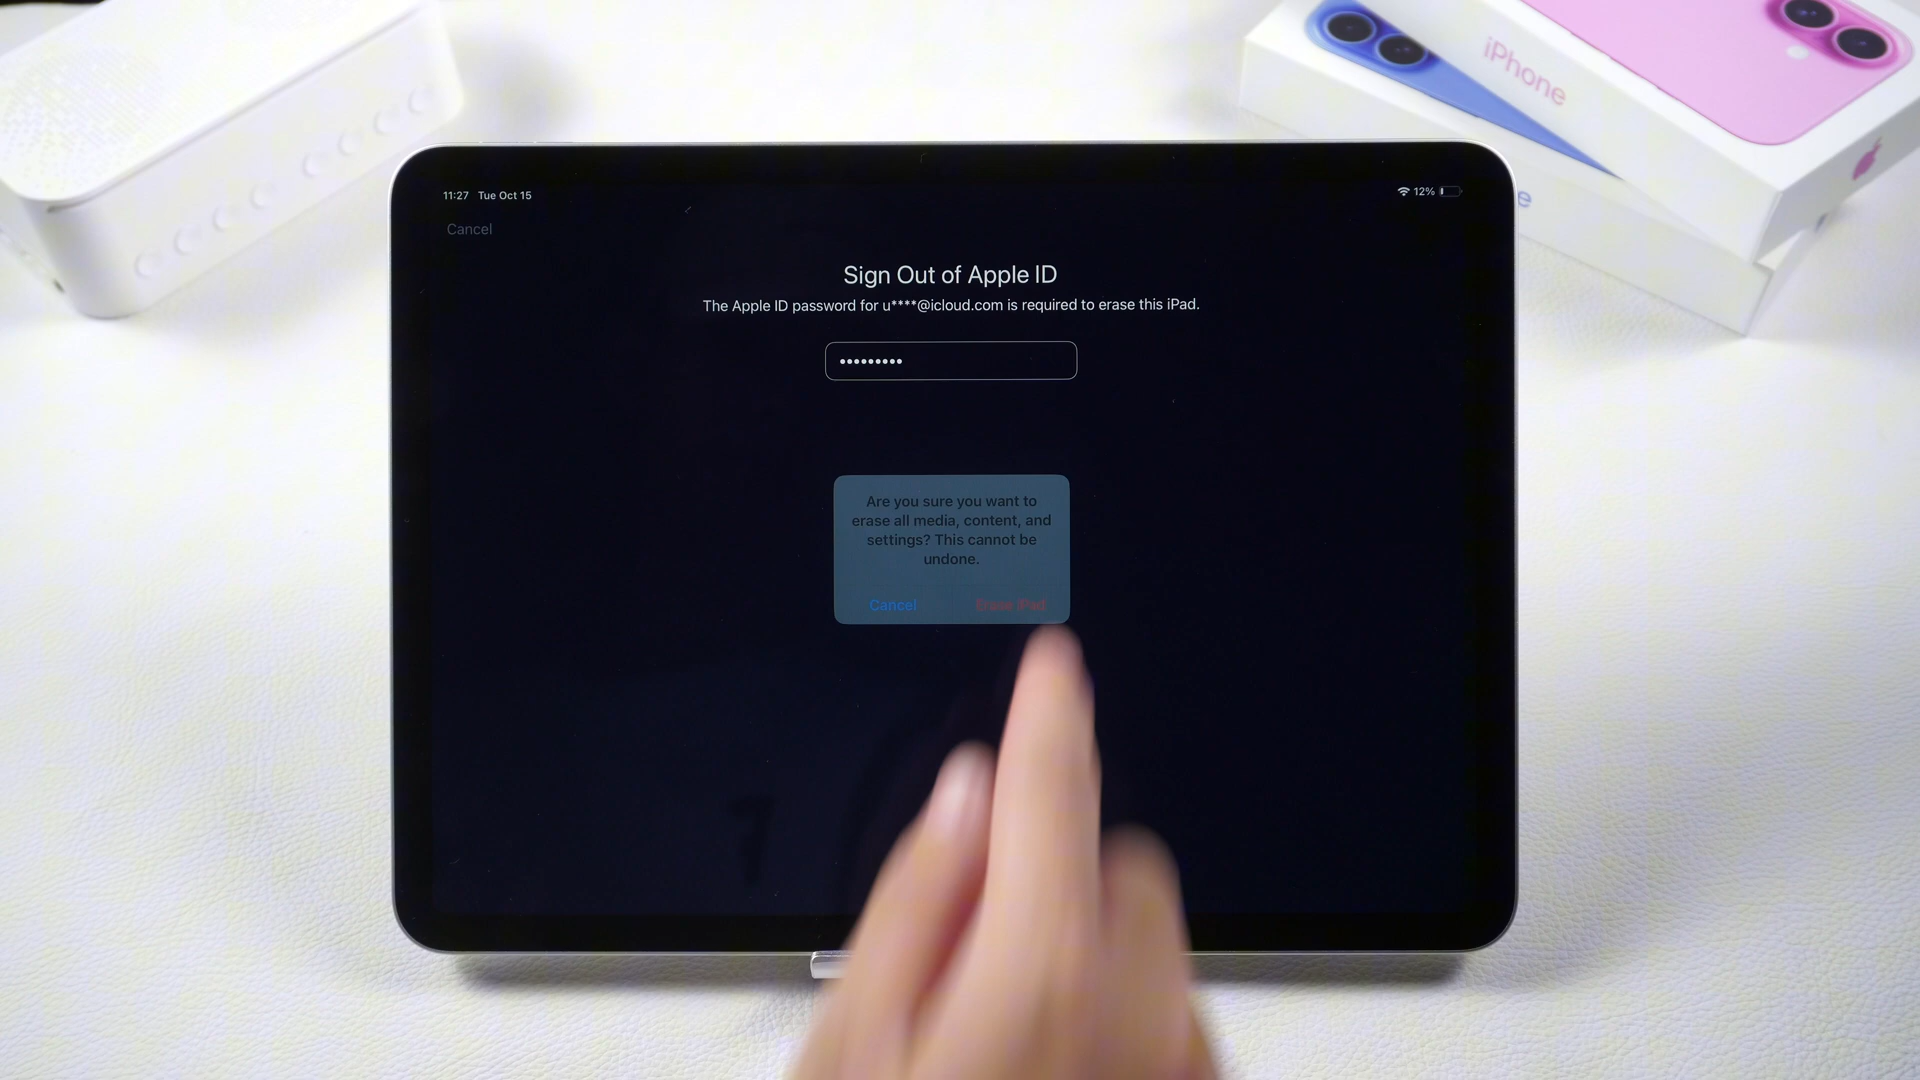 iPhone
e
11:27 Tue Oct 15
12%
Cancel
Sign Out of Apple ID
The Apple ID password for u****@icloud.com is required to erase this iPad.
Are you sure you want to
erase all media, content, and
settings? This cannot be
undone.
Cancel Erase iPad